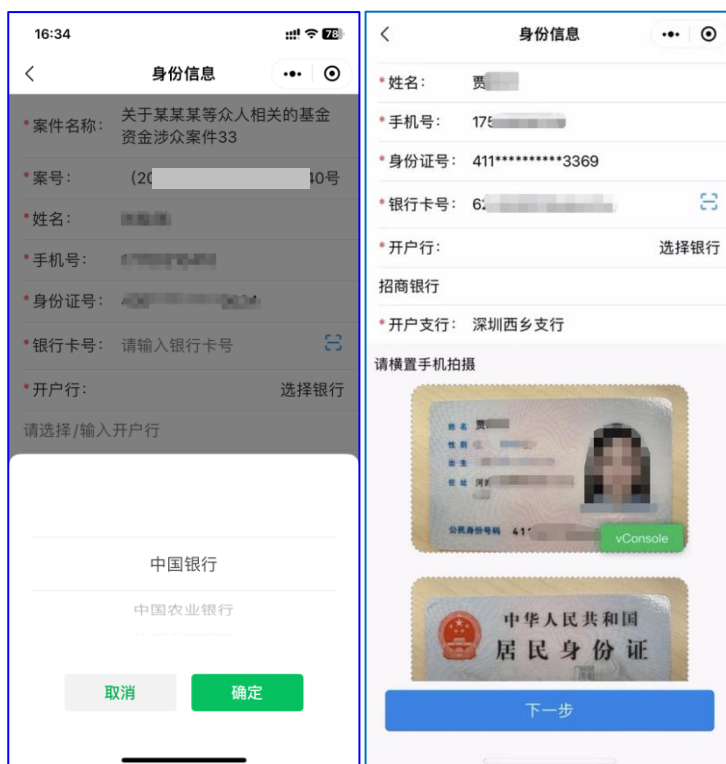 16:34
78
身份信息
*案件名称: 关于某某某等众人相关的基金
资金涉众案件33
*案号: (20 40号
*姓名:
*手机号:
*身份证号:
*银行卡号: 请输入银行卡号
*开户行: 选择银行
请选择/输入开户行
中国银行
中国农业银行
取消 确定
身份信息
*姓名: 贾
*手机号: 175
*身份证号: 411**********3369
*银行卡号: 62
*开户行: 选择银行
招商银行
*开户支行: 深圳西乡支行
请横置手机拍摄
姓名 贾
性别
出生
住址 河
公民身份号码 411
vConsole
中华人民共和国
居民身份证
下一步